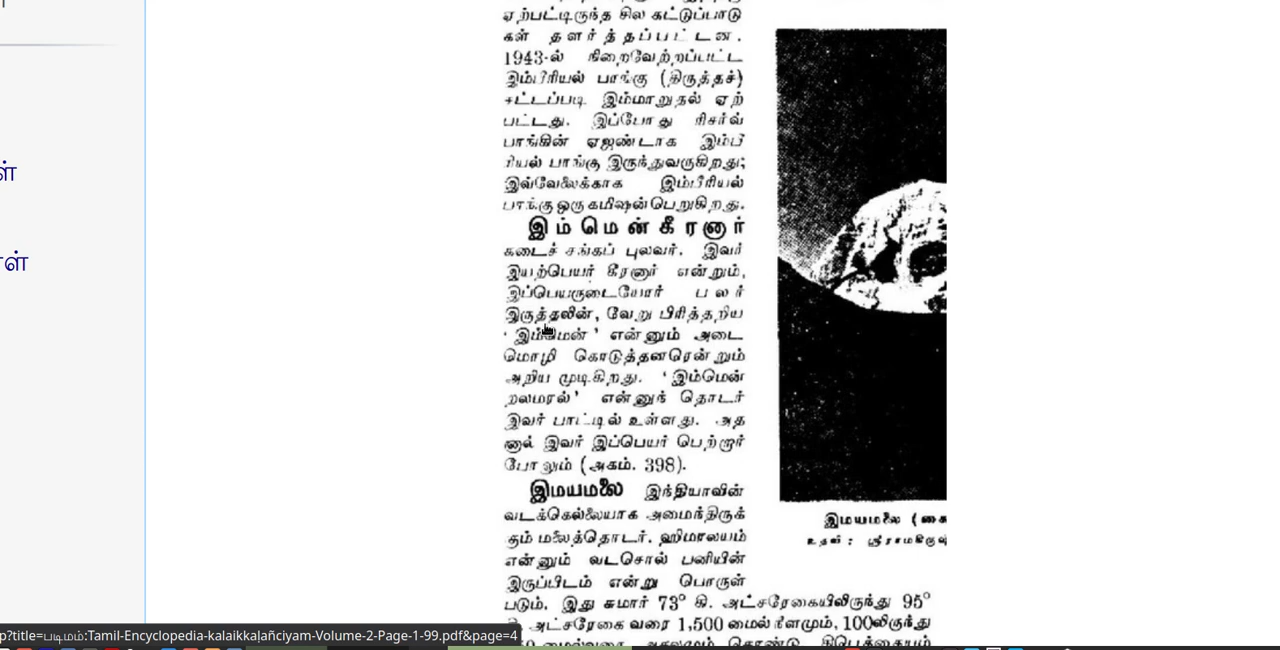 ள்
ள்
ஏற்பட்டிருந்த சில கட்டுப்பாடு
கள் தளர்த்தப்பட்டன.
1943-ல் நிறைவேற்றப்பட்ட
இம்பீரியல் பாங்கு (திருத்தச்)
சட்டப்படி இம்மாறுதல் ஏற்
பட்டது. இப்போது ரிசர்வ்
பாங்கின் ஏஜண்டாக இம்பீ
ரியல் பாங்கு இருந்துவருகிறது;
இவ்வேலைக்காக இம்பீரியல்
பாங்கு ஒரு கமிஷன் பெறுகிறது.
இம்மென்கீரனார்
கடைச் சங்கப் புலவர். இவர்
இயற்பெயர் கீரனார் என்றும்,
இப்பெயருடையோர் பலர்
இருத்தலின், வேறு பிரித்தறிய
'இம்மென்' என்னும் அடை
மொழி கொடுத்தனரென்றும்
அறிய முடிகிறது. 'இம்மென்
றலமரல்' என்னுந் தொடர்
இவர் பாட்டில் உள்ளது. அத
னால் இவர் இப்பெயர் பெற்றார்
போலும் (அகம். 398).
இமயமலை இந்தியாவின்
வடக்கெல்லையாக அமைந்திருக்
கும் மலைத்தொடர். ஹிமாலயம்
என்னும் வடசொல் பனியின்
இருப்பிடம் என்று பொருள்
படும். இது சுமார் 73° கி. அட்சரேகையிலிருந்து 95°
கி. அட்சரேகை வரை 1,500 மைல் நீளமும், 100லிருந்து
மைல்வரை அகலமும் கொண்டு திபெத்தையும்
இமயமலை (கை
உதவி : ஸ்ரீராமகிருஷ்
p?title=படிமம்:Tamil-Encyclopedia-kalaikkaḷañciyam-Volume-2-Page-1-99.pdf&page=4